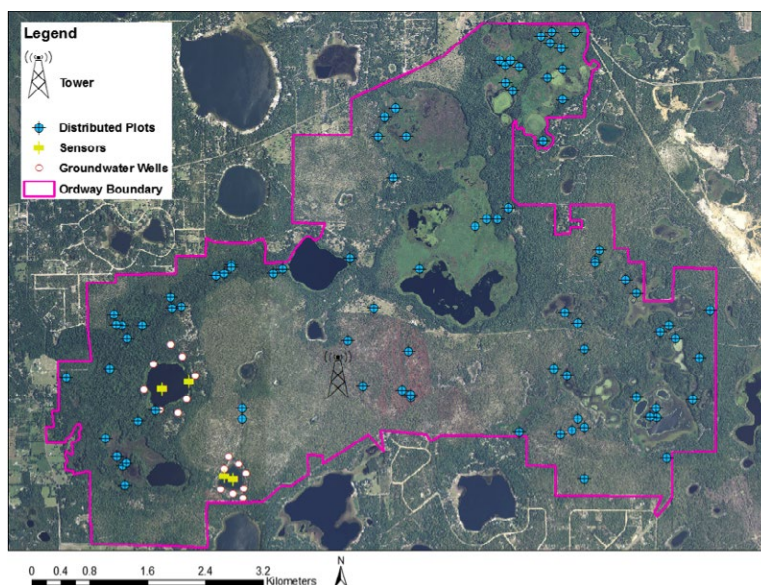 Legend
Tower
Distributed Plots
Sensors
Groundwater Wells
Ordway Boundary
0 0.4 0.8 1.6 2.4 3.2
Kilometers
N